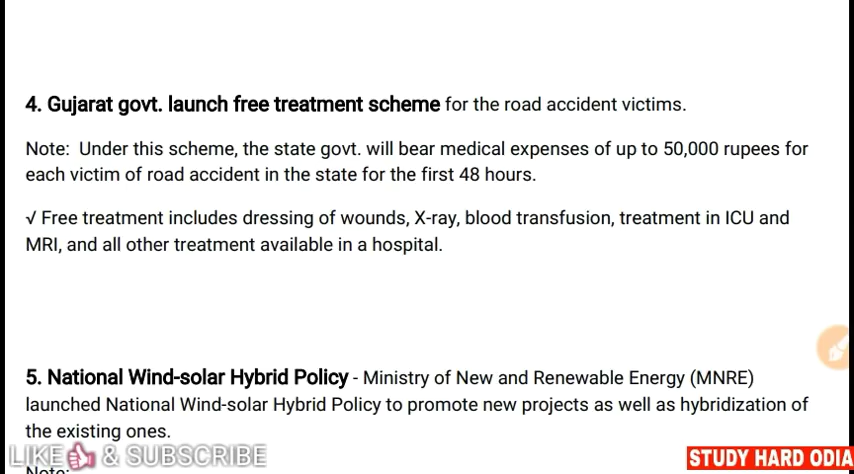 4. Gujarat govt. launch free treatment scheme for the road accident victims.
Note: Under this scheme, the state govt. will bear medical expenses of up to 50,000 rupees for
each victim of road accident in the state for the first 48 hours.
√ Free treatment includes dressing of wounds, X-ray, blood transfusion, treatment in ICU and
MRI, and all other treatment available in a hospital.
5. National Wind-solar Hybrid Policy - Ministry of New and Renewable Energy (MNRE)
launched National Wind-solar Hybrid Policy to promote new projects as well as hybridization of
the existing ones.
LIKE & SUBSCRIBE
Note:
STUDY HARD ODIA